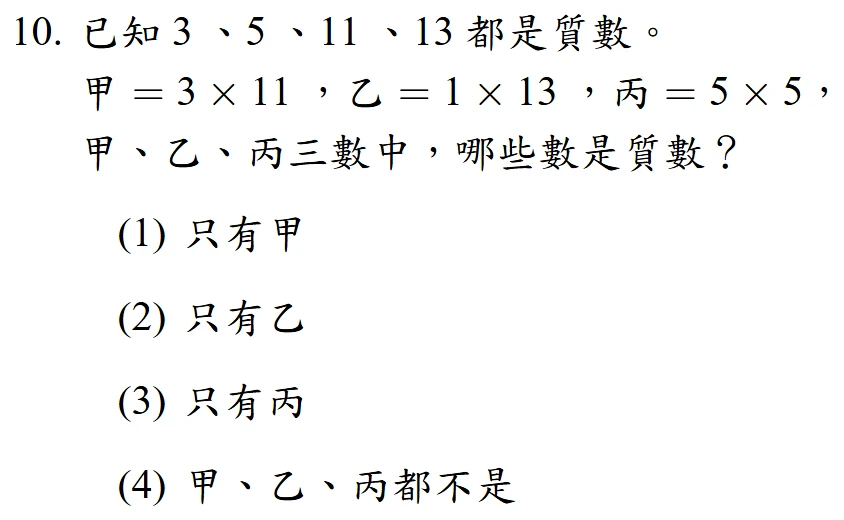 10. 已知 3 、5 、11 、13 都是質數。
甲 = 3 × 11 ，乙 = 1 × 13 ，丙 = 5 × 5，
甲、乙、丙三數中，哪些數是質數？
(1) 只有甲
(2) 只有乙
(3) 只有丙
(4) 甲、乙、丙都不是